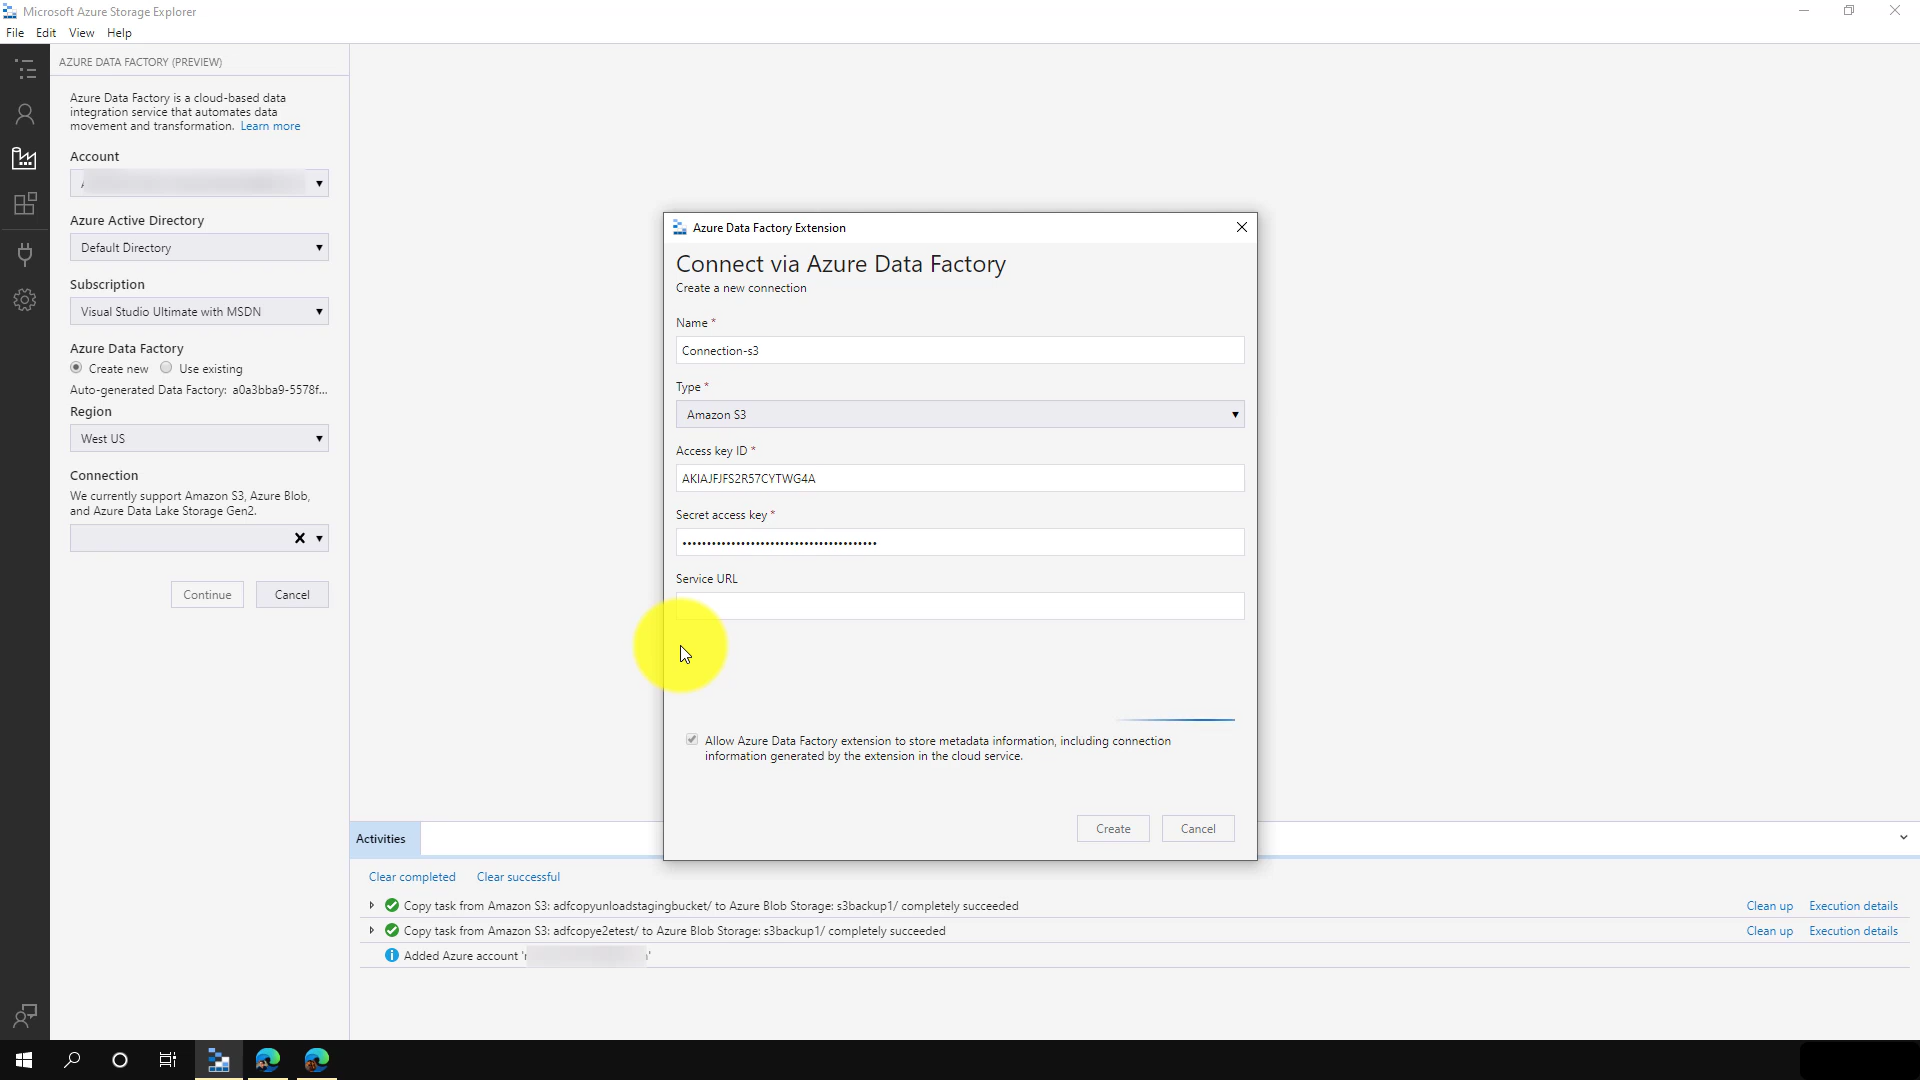 Microsoft Azure Storage Explorer
File Edit View Help
AZURE DATA FACTORY (PREVIEW)
Azure Data Factory is a cloud-based data
integration service that automates data
movement and transformation. Learn more
Account
Azure Active Directory
Default Directory
Subscription
Visual Studio Ultimate with MSDN
Azure Data Factory
Create new Use existing
Auto-generated Data Factory: a0a3bba9-5578f...
Region
West US
Connection
We currently support Amazon S3, Azure Blob,
and Azure Data Lake Storage Gen2.
Continue Cancel
Azure Data Factory Extension
Connect via Azure Data Factory
Create a new connection
Name *
Connection-s3
Type *
Amazon S3
Access key ID *
AKIAJFJFS2R57CYTWG4A
Secret access key *
••••••••••••••••••••••••••••••••••••••••
Service URL
Allow Azure Data Factory extension to store metadata information, including connection
information generated by the extension in the cloud service.
Create Cancel
Activities
Clear completed Clear successful
Copy task from Amazon S3: adfcopyunloadstagingbucket/ to Azure Blob Storage: s3backup1/ completely succeeded Clean up Execution details
Copy task from Amazon S3: adfcopye2etest/ to Azure Blob Storage: s3backup1/ completely succeeded Clean up Execution details
Added Azure account '